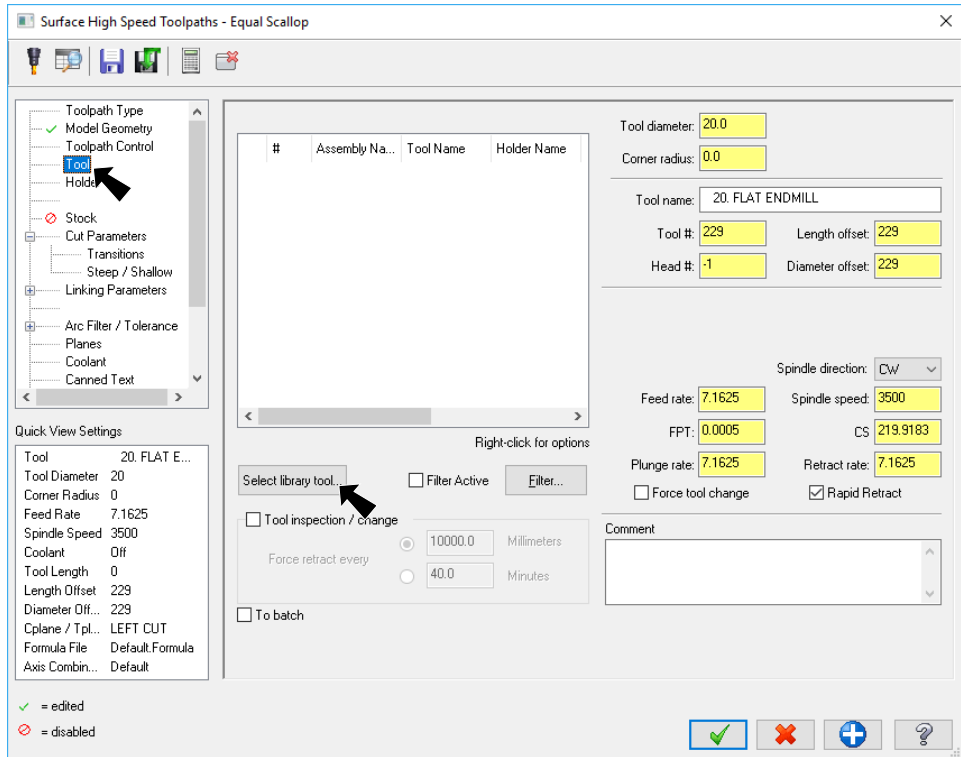 Surface High Speed Toolpaths - Equal Scallop
Toolpath Type
Model Geometry
Toolpath Control
Tool
Holder
Stock
Cut Parameters
Transitions
Steep / Shallow
Linking Parameters
Arc Filter / Tolerance
Planes
Coolant
Canned Text
Quick View Settings
Tool 20. FLAT E...
Tool Diameter 20
Corner Radius 0
Feed Rate 7.1625
Spindle Speed 3500
Coolant Off
Tool Length 0
Length Offset 229
Diameter Off... 229
Cplane / Tpl... LEFT CUT
Formula File Default.Formula
Axis Combin... Default
= edited
= disabled
# Assembly Na... Tool Name Holder Name
Right-click for options
Select library tool... Filter Active Filter...
Tool inspection / change
Force retract every 10000.0 Millimeters
40.0 Minutes
To batch
Tool diameter: 20.0
Corner radius: 0.0
Tool name: 20. FLAT ENDMILL
Tool #: 229 Length offset: 229
Head #: -1 Diameter offset: 229
Spindle direction: CW
Feed rate: 7.1625 Spindle speed: 3500
FPT: 0.0005 CS 219.9183
Plunge rate: 7.1625 Retract rate: 7.1625
Force tool change Rapid Retract
Comment